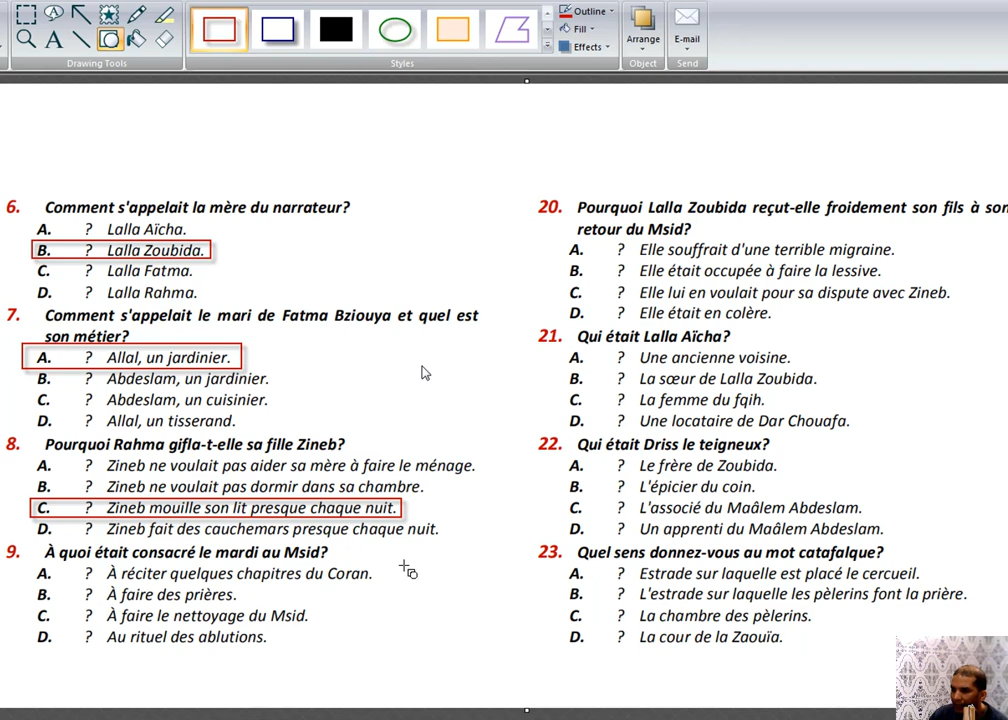 Outline
Fill
Effects
Arrange
E-mail
Drawing Tools
Styles
Object
Send
6. Comment s'appelait la mère du narrateur?
A. ? Lalla Aïcha.
B. ? Lalla Zoubida.
C. ? Lalla Fatma.
D. ? Lalla Rahma.
7. Comment s'appelait le mari de Fatma Bziouya et quel est
son métier?
A. ? Allal, un jardinier.
B. ? Abdeslam, un jardinier.
C. ? Abdeslam, un cuisinier.
D. ? Allal, un tisserand.
8. Pourquoi Rahma gifla-t-elle sa fille Zineb?
A. ? Zineb ne voulait pas aider sa mère à faire le ménage.
B. ? Zineb ne voulait pas dormir dans sa chambre.
C. ? Zineb mouille son lit presque chaque nuit.
D. ? Zineb fait des cauchemars presque chaque nuit.
9. À quoi était consacré le mardi au Msid?
A. ? À réciter quelques chapitres du Coran.
B. ? À faire des prières.
C. ? À faire le nettoyage du Msid.
D. ? Au rituel des ablutions.
20. Pourquoi Lalla Zoubida reçut-elle froidement son fils à son
retour du Msid?
A. ? Elle souffrait d'une terrible migraine.
B. ? Elle était occupée à faire la lessive.
C. ? Elle lui en voulait pour sa dispute avec Zineb.
D. ? Elle était en colère.
21. Qui était Lalla Aïcha?
A. ? Une ancienne voisine.
B. ? La sœur de Lalla Zoubida.
C. ? La femme du fqih.
D. ? Une locataire de Dar Chouafa.
22. Qui était Driss le teigneux?
A. ? Le frère de Zoubida.
B. ? L'épicier du coin.
C. ? L'associé du Maâlem Abdeslam.
D. ? Un apprenti du Maâlem Abdeslam.
23. Quel sens donnez-vous au mot catafalque?
A. ? Estrade sur laquelle est placé le cercueil.
B. ? L'estrade sur laquelle les pèlerins font la prière.
C. ? La chambre des pèlerins.
D. ? La cour de la Zaouïa.